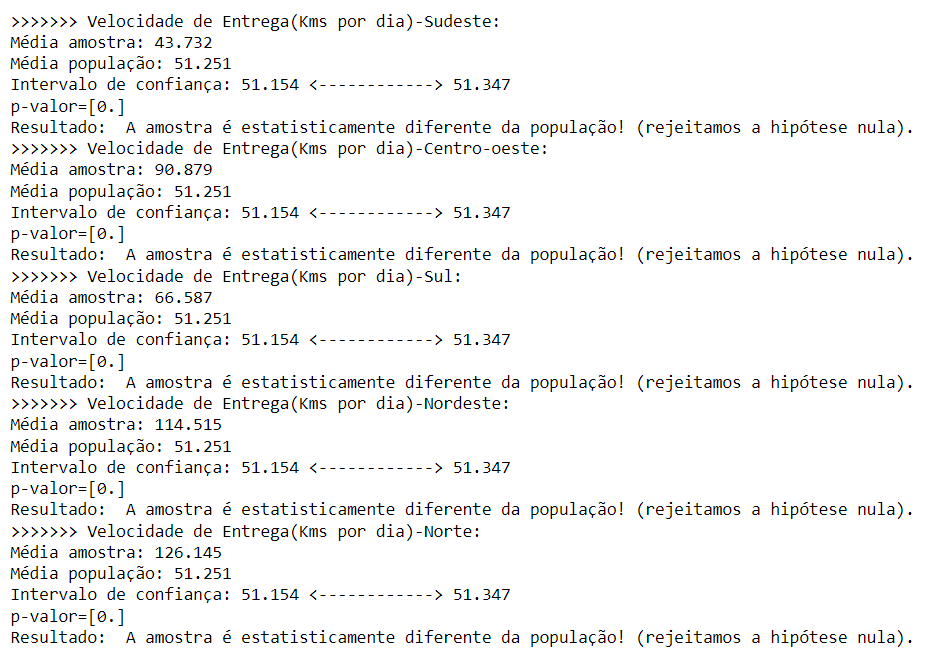 >>>>>>> Velocidade de Entrega(Kms por dia)-Sudeste:
Média amostra: 43.732
Média população: 51.251
Intervalo de confiança: 51.154 <------------> 51.347
p-valor=[0.]
Resultado:  A amostra é estatisticamente diferente da população! (rejeitamos a hipótese nula).
>>>>>>> Velocidade de Entrega(Kms por dia)-Centro-oeste:
Média amostra: 90.879
Média população: 51.251
Intervalo de confiança: 51.154 <------------> 51.347
p-valor=[0.]
Resultado:  A amostra é estatisticamente diferente da população! (rejeitamos a hipótese nula).
>>>>>>> Velocidade de Entrega(Kms por dia)-Sul:
Média amostra: 66.587
Média população: 51.251
Intervalo de confiança: 51.154 <------------> 51.347
p-valor=[0.]
Resultado:  A amostra é estatisticamente diferente da população! (rejeitamos a hipótese nula).
>>>>>>> Velocidade de Entrega(Kms por dia)-Nordeste:
Média amostra: 114.515
Média população: 51.251
Intervalo de confiança: 51.154 <------------> 51.347
p-valor=[0.]
Resultado:  A amostra é estatisticamente diferente da população! (rejeitamos a hipótese nula).
>>>>>>> Velocidade de Entrega(Kms por dia)-Norte:
Média amostra: 126.145
Média população: 51.251
Intervalo de confiança: 51.154 <------------> 51.347
p-valor=[0.]
Resultado:  A amostra é estatisticamente diferente da população! (rejeitamos a hipótese nula).